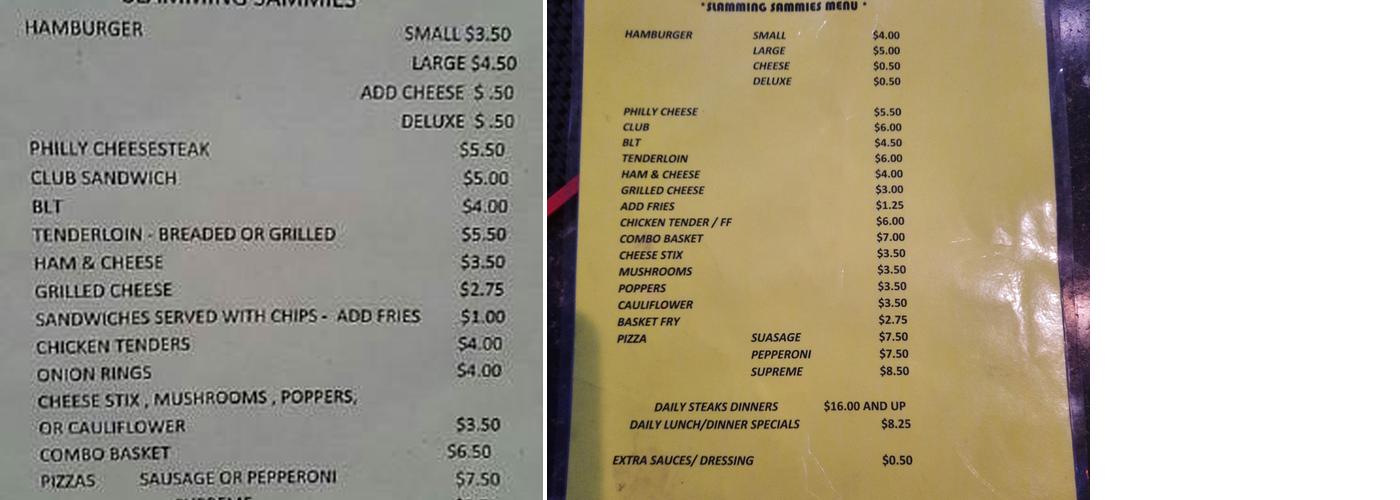 SLAMMING SAMMIES
HAMBURGER SMALL $3.50
LARGE $4.50
ADD CHEESE $ .50
DELUXE $ .50
PHILLY CHEESESTEAK $5.50
CLUB SANDWICH $5.00
BLT $4.00
TENDERLOIN - BREADED OR GRILLED $5.50
HAM & CHEESE $3.50
GRILLED CHEESE $2.75
SANDWICHES SERVED WITH CHIPS - ADD FRIES $1.00
CHICKEN TENDERS $4.00
ONION RINGS $4.00
CHEESE STIX , MUSHROOMS , POPPERS,
OR CAULIFLOWER $3.50
COMBO BASKET $6.50
PIZZAS SAUSAGE OR PEPPERONI $7.50
SUPREME
*SLAMMING SAMMIES MENU *
HAMBURGER SMALL $4.00
LARGE $5.00
CHEESE $0.50
DELUXE $0.50
PHILLY CHEESE $5.50
CLUB $6.00
BLT $4.50
TENDERLOIN $6.00
HAM & CHEESE $4.00
GRILLED CHEESE $3.00
ADD FRIES $1.25
CHICKEN TENDER / FF $6.00
COMBO BASKET $7.00
CHEESE STIX $3.50
MUSHROOMS $3.50
POPPERS $3.50
CAULIFLOWER $3.50
BASKET FRY $2.75
PIZZA SUASAGE $7.50
PEPPERONI $7.50
SUPREME $8.50
DAILY STEAKS DINNERS $16.00 AND UP
DAILY LUNCH/DINNER SPECIALS $8.25
EXTRA SAUCES/ DRESSING $0.50